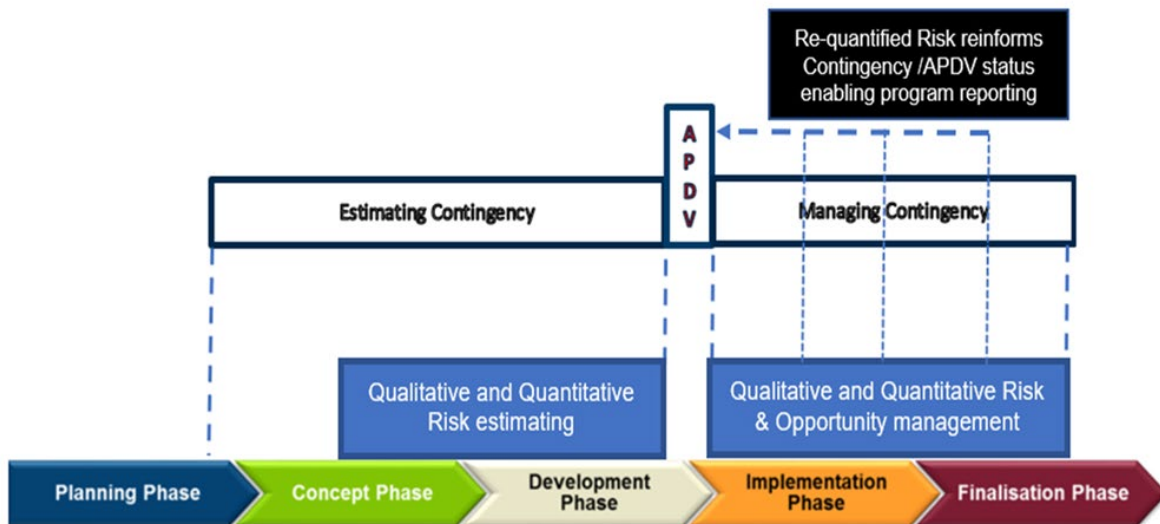 Re-quantified Risk reinforms
Contingency /APDV status
enabling program reporting
A
P
D
V
Estimating Contingency
Managing Contingency
Qualitative and Quantitative
Risk estimating
Qualitative and Quantitative Risk
& Opportunity management
Planning Phase
Concept Phase
Development
Phase
Implementation
Phase
Finalisation Phase